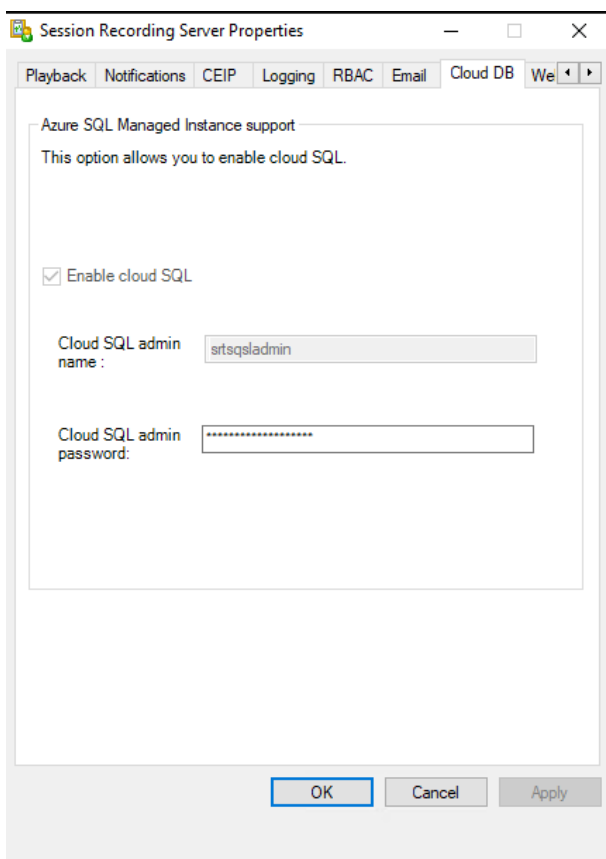 Session Recording Server Properties
Playback Notifications CEIP Logging RBAC Email Cloud DB We
Azure SQL Managed Instance support
This option allows you to enable cloud SQL.
Enable cloud SQL
Cloud SQL admin
name :
srtsqsladmin
Cloud SQL admin
password:
*******************
OK Cancel Apply